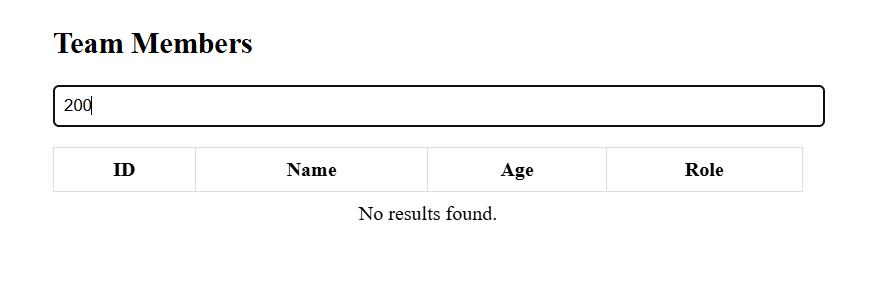 Team Members
200
ID Name Age Role
No results found.